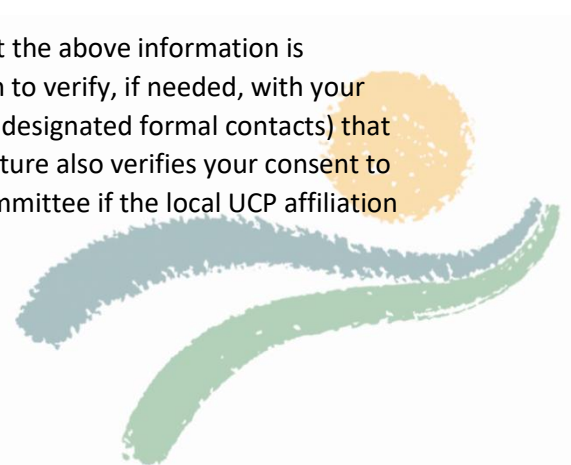 t the above information is
n to verify, if needed, with your
designated formal contacts) that
ture also verifies your consent to
mmittee if the local UCP affiliation